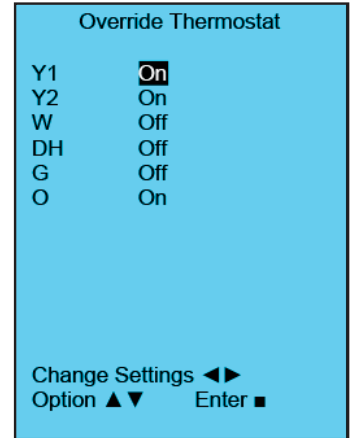 Override Thermostat
Y1 On
Y2 On
W Off
DH Off
G Off
O On
Change Settings ◄►
Option ▲▼ Enter ■